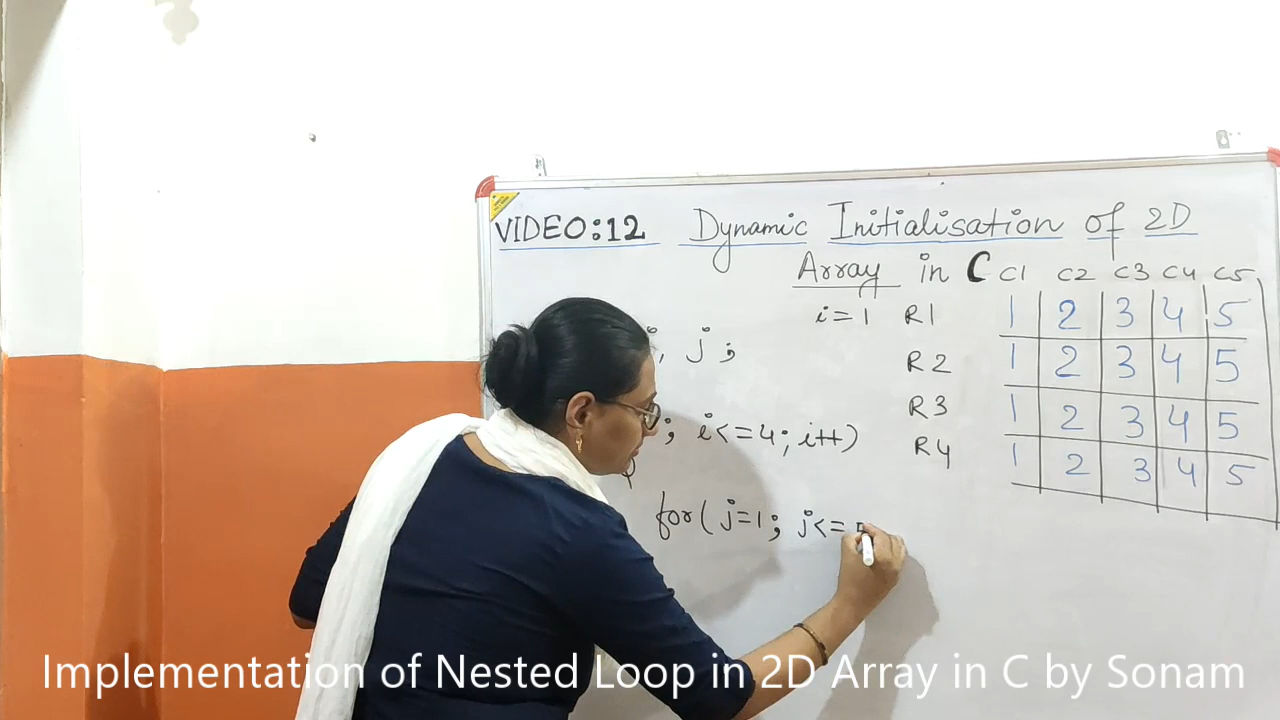 VIDEO:12 Dynamic Initialisation of 2D
Array in C C1 C2 C3 C4 C5
i=1 R1 1 2 3 4 5
, j ;
R2 1 2 3 4 5
R3 1 2 3 4 5
; i<=4; i++)
R4 1 2 3 4 5
for( j=1; j<=
Implementation of Nested Loop in 2D Array in C by Sonam